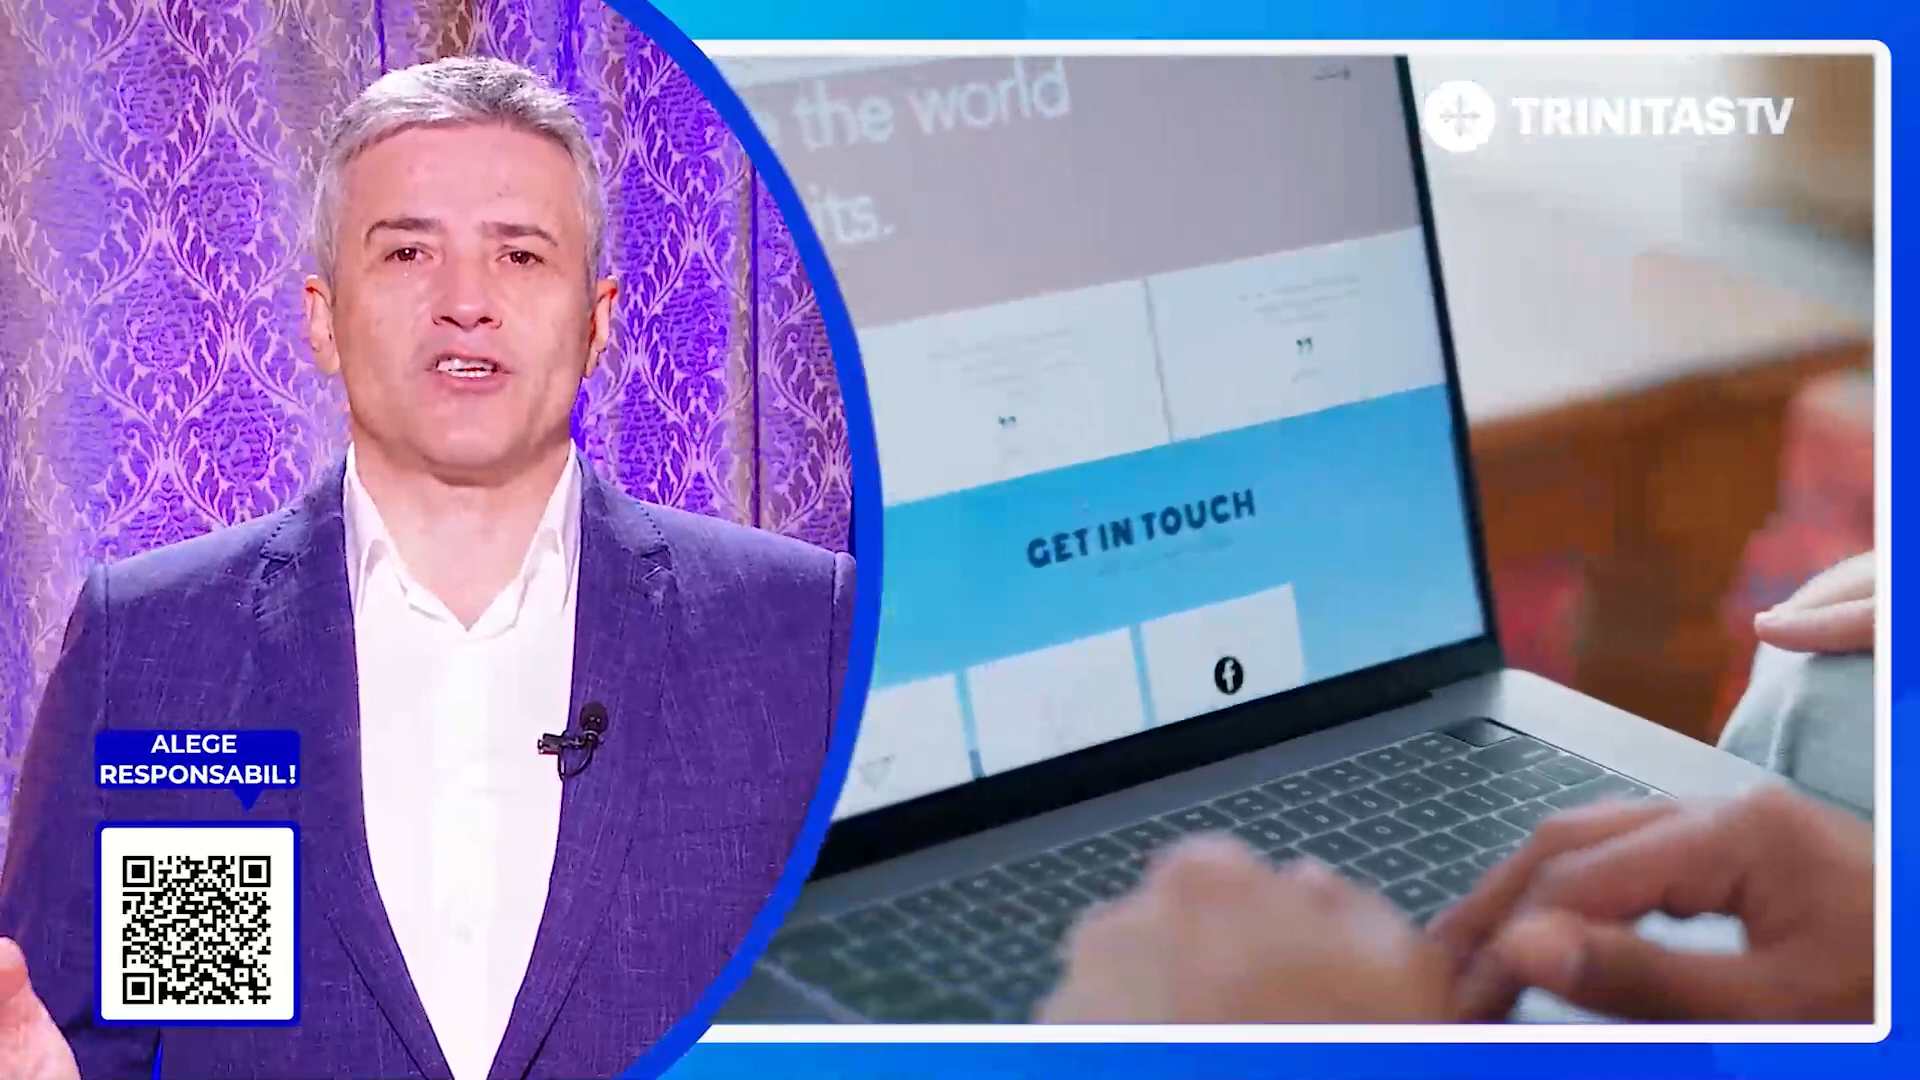 the world
its.
TRINITAS TV
GET IN TOUCH
ALEGE
RESPONSABIL!